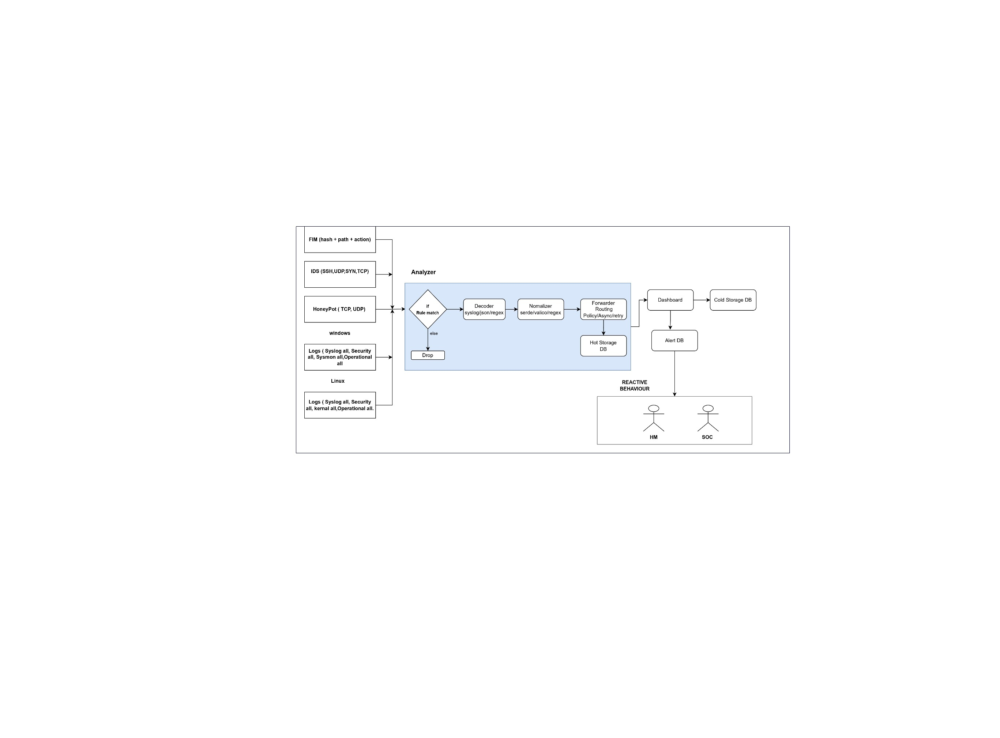 FIM (hash + path + action)
IDS (SSH,UDP,SYN,TCP)
HoneyPot ( TCP, UDP)
windows
Logs ( Syslog all, Security
all, Sysmon all,Operational
all
Linux
Logs ( Syslog all, Security
all, kernal all,Operational all.
Analyzer
if
Rule match
else
Drop
Decoder
syslog/json/regex
Nomalizer
serde/valico/regex
Forwarder
Routing
Policy/Async/retry
Hot Storage
DB
Dashboard
Cold Storage DB
Alert DB
REACTIVE
BEHAVIOUR
HM
SOC